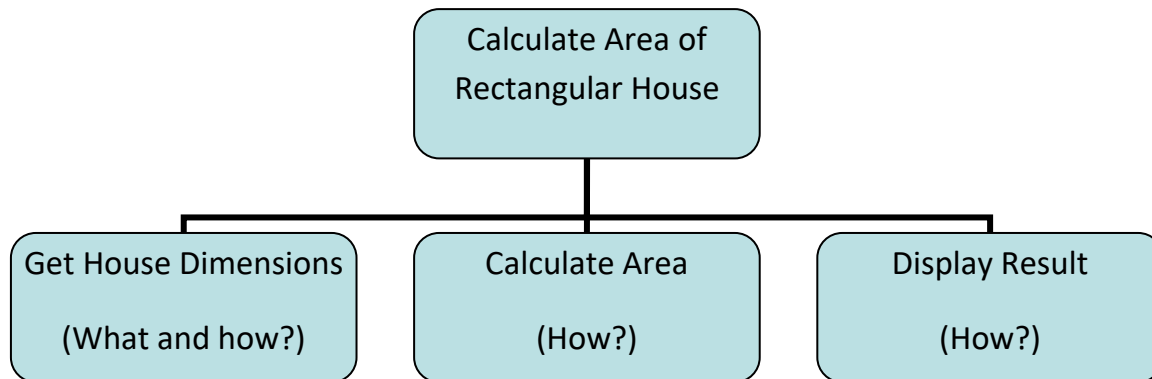 Calculate Area of
Rectangular House
Get House Dimensions
(What and how?)
Calculate Area
(How?)
Display Result
(How?)